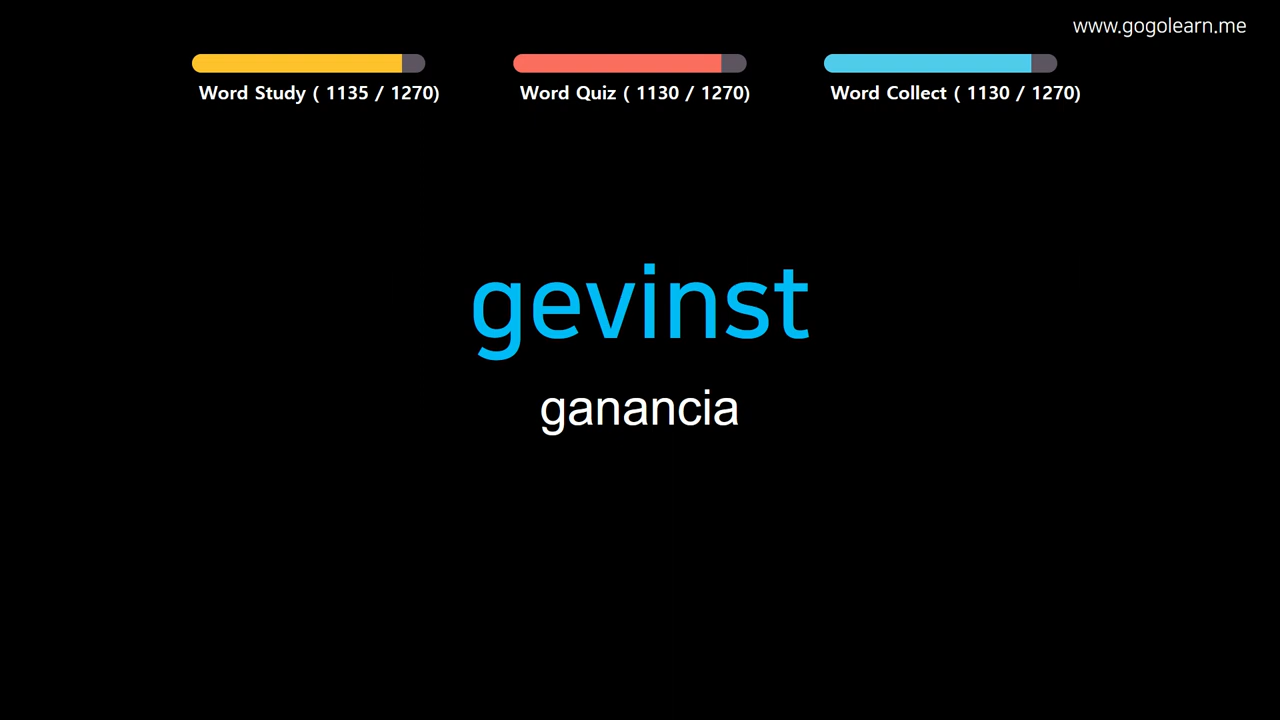 www.gogolearn.me
Word Study ( 1135 / 1270)
Word Quiz ( 1130 / 1270)
Word Collect ( 1130 / 1270)
gevinst
ganancia